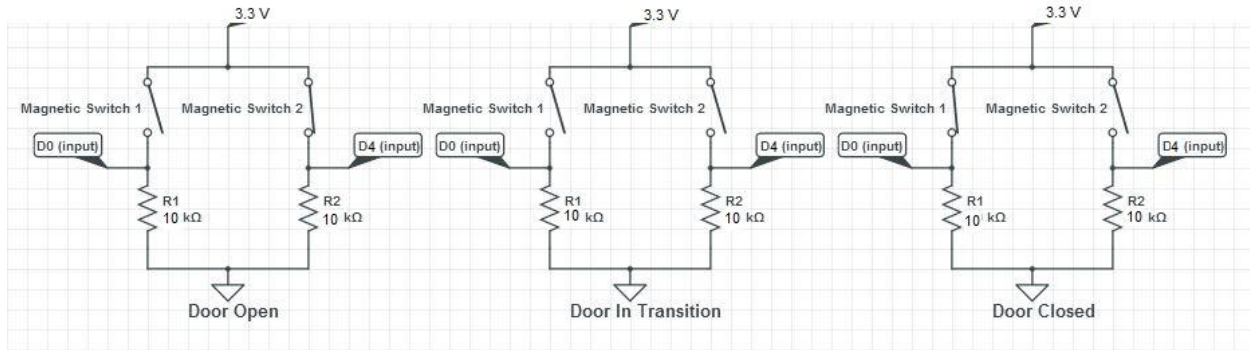 3.3 V
3.3 V
3.3 V
Magnetic Switch 1
Magnetic Switch 2
Magnetic Switch 1
Magnetic Switch 2
Magnetic Switch 1
Magnetic Switch 2
D0 (input)
D4 (input)
D0 (input)
D4 (input)
D0 (input)
D4 (input)
R1
10 kΩ
R2
10 kΩ
R1
10 kΩ
R2
10 kΩ
R1
10 kΩ
R2
10 kΩ
Door Open
Door In Transition
Door Closed